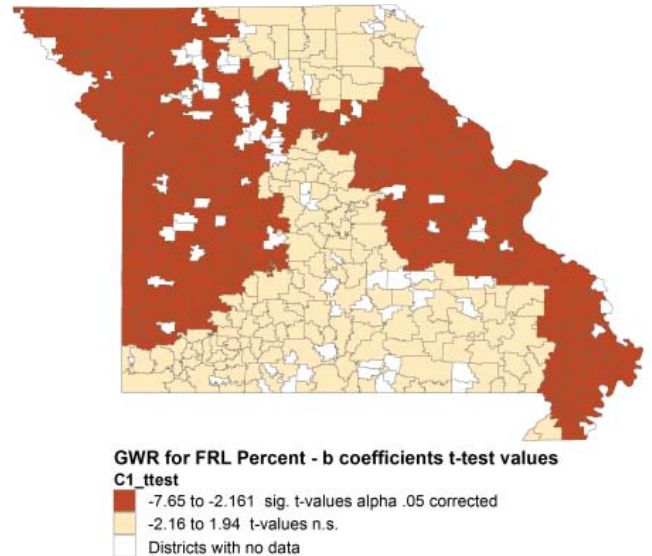 GWR for FRL Percent - b coefficients t-test values
C1_ttest
-7.65 to -2.161 sig. t-values alpha .05 corrected
-2.16 to 1.94 t-values n.s.
Districts with no data